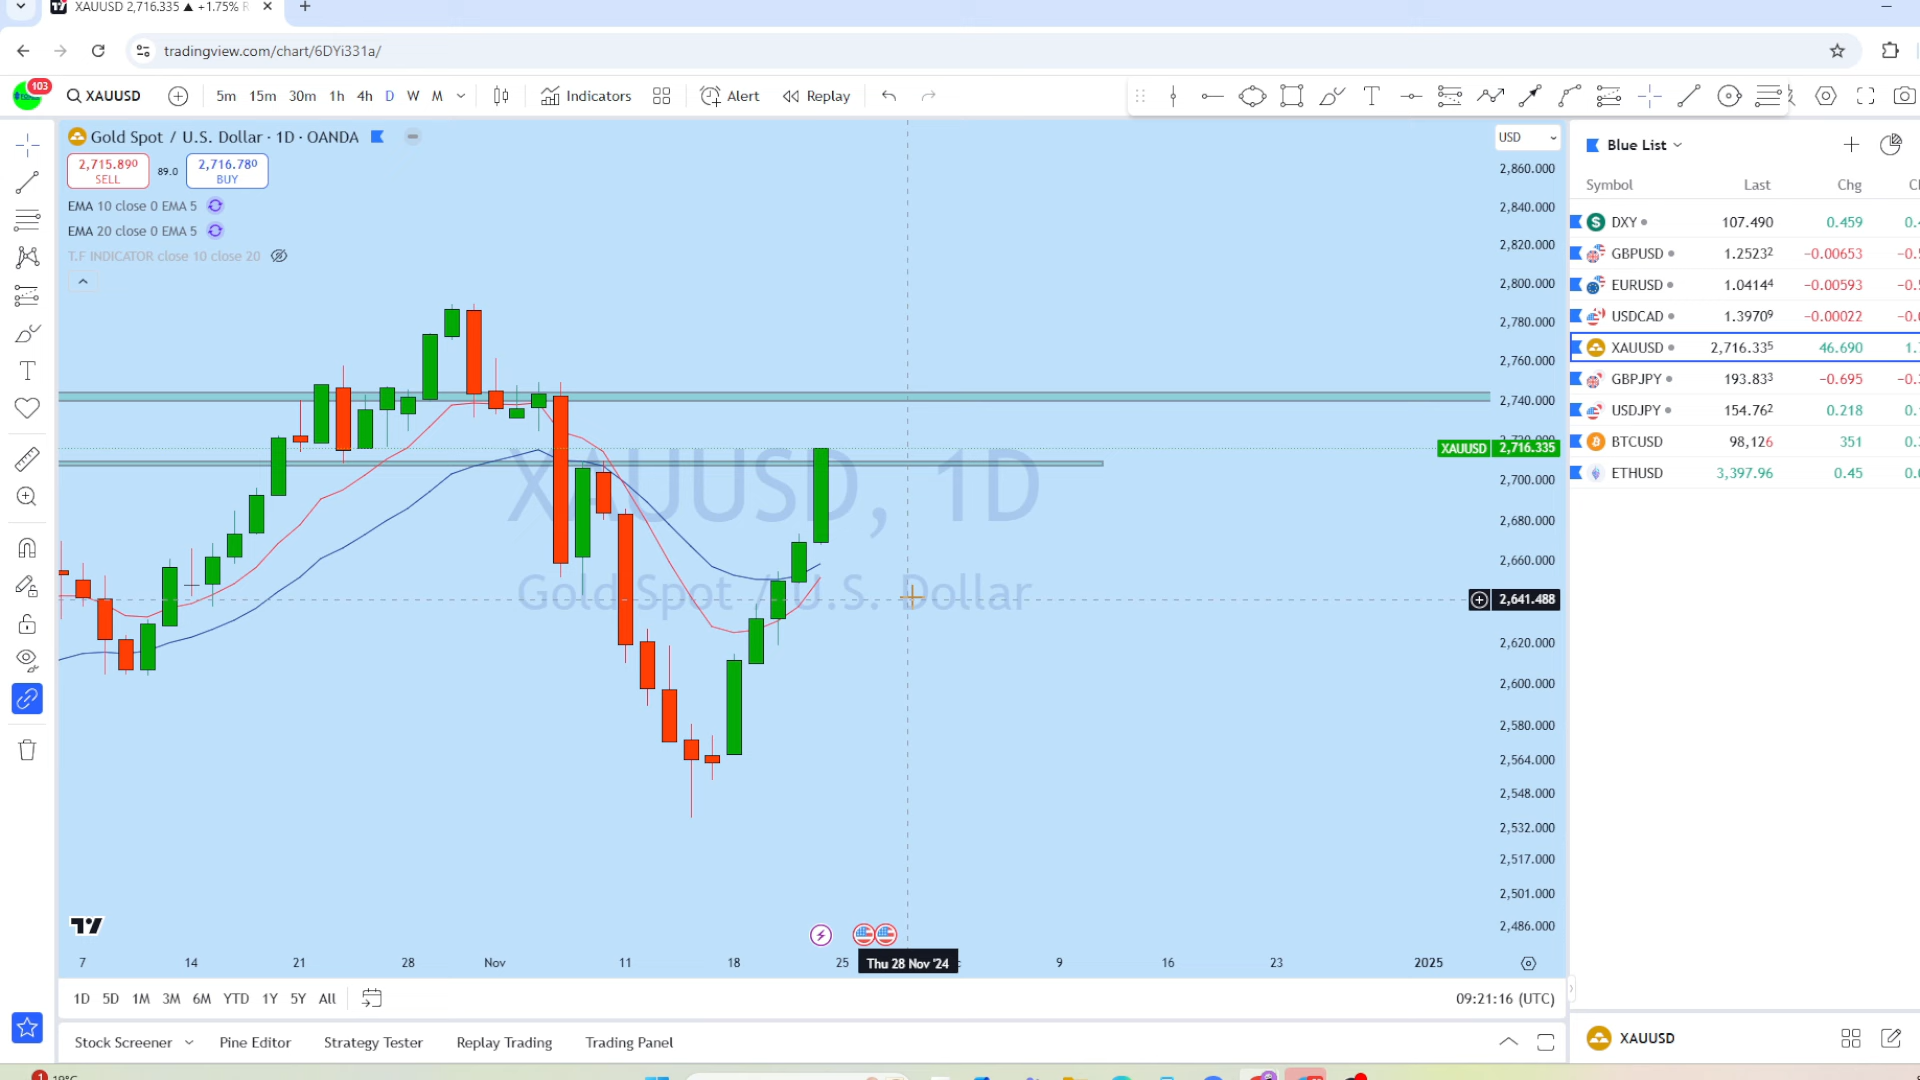 XAUUSD 2,716.335 ▲ +1.75%
tradingview.com/chart/6DYi331a/
103
XAUUSD 5m 15m 30m 1h 4h D W M Indicators Alert Replay
Gold Spot / U.S. Dollar · 1D · OANDA
2,715.890 SELL 89.0 2,716.780 BUY
EMA 10 close 0 EMA 5
EMA 20 close 0 EMA 5
T.F INDICATOR close 10 close 20
XAUUSD, 1D
Gold Spot / U.S. Dollar
USD
2,860.000
2,840.000
2,820.000
2,800.000
2,780.000
2,760.000
2,740.000
2,720.000
XAUUSD 2,716.335
2,700.000
2,680.000
2,660.000
2,641.488
2,620.000
2,600.000
2,580.000
2,564.000
2,548.000
2,532.000
2,517.000
2,501.000
2,486.000
7 14 21 28 Nov 11 18 25 Thu 28 Nov '24 9 16 23 2025
1D 5D 1M 3M 6M YTD 1Y 5Y All
09:21:16 (UTC)
Stock Screener Pine Editor Strategy Tester Replay Trading Trading Panel
Blue List
Symbol Last Chg
DXY 107.490 0.459
GBPUSD 1.25232 −0.00653
EURUSD 1.04144 −0.00593
USDCAD 1.39709 −0.00022
XAUUSD 2,716.335 46.690
GBPJPY 193.833 −0.695
USDJPY 154.762 0.218
BTCUSD 98,126 351
ETHUSD 3,397.96 0.45
XAUUSD